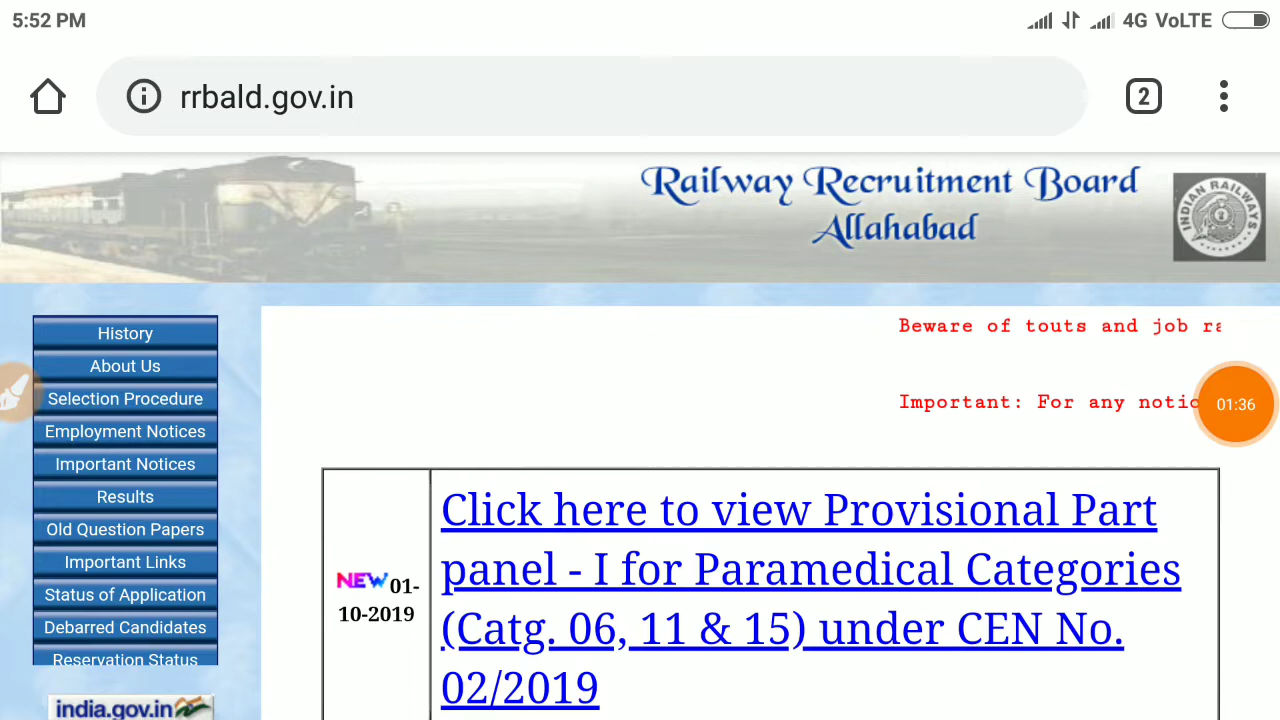 5:52 PM
4G VoLTE
rrbald.gov.in
2
Railway Recruitment Board
Allahabad
INDIAN RAILWAYS
History
About Us
Selection Procedure
Employment Notices
Important Notices
Results
Old Question Papers
Important Links
Status of Application
Debarred Candidates
Reservation Status
india.gov.in
Beware of touts and job
Important: For any
01:36
NEW 01-
10-2019
Click here to view Provisional Part
panel - I for Paramedical Categories
(Catg. 06, 11 & 15) under CEN No.
02/2019